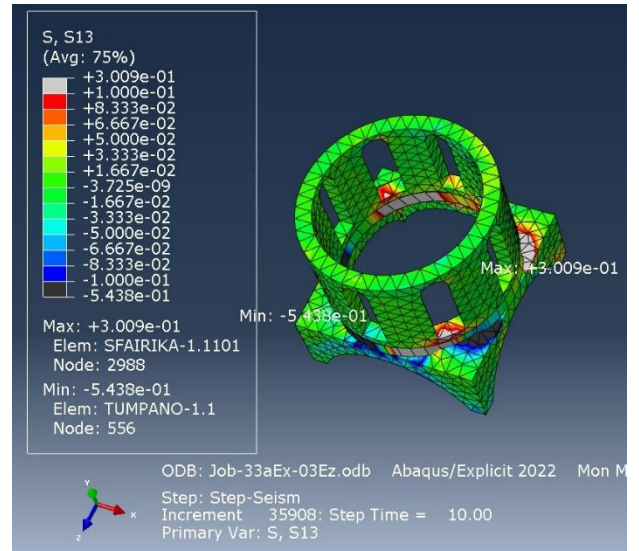 S, S13
(Avg: 75%)
+3.009e-01
+1.000e-01
+8.333e-02
+6.667e-02
+5.000e-02
+3.333e-02
+1.667e-02
-3.725e-09
-1.667e-02
-3.333e-02
-5.000e-02
-6.667e-02
-8.333e-02
-1.000e-01
-5.438e-01
Max: +3.009e-01
Elem: SFAIRIKA-1.1101
Node: 2988
Min: -5.438e-01
Elem: TUMPANO-1.1
Node: 556
Max: +3.009e-01
Min: -5.438e-01
Y
X
Z
ODB: Job-33aEx-03Ez.odb Abaqus/Explicit 2022 Mon M
Step: Step-Seism
Increment 35908: Step Time = 10.00
Primary Var: S, S13